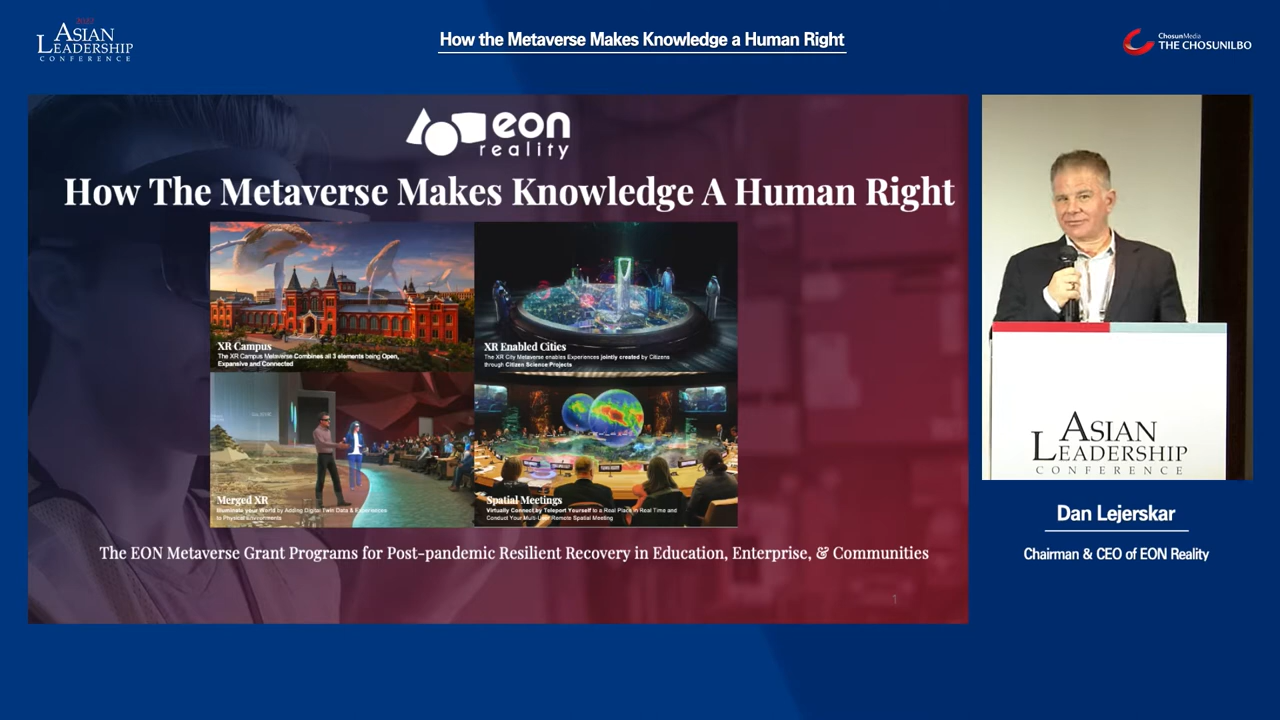 2022
ASIAN
LEADERSHIP
CONFERENCE
How the Metaverse Makes Knowledge a Human Right
ChosunMedia
THE CHOSUNILBO
eon
reality
How The Metaverse Makes Knowledge A Human Right
XR Campus
The XR Campus Metaverse Combines all 3 elements being Open,
Expansive and Connected
XR Enabled Cities
The XR City Metaverse enables Experiences jointly created by Citizens
through Citizen Science Projects
Merged XR
Illuminate your World by Adding Digital Twin Data & Experiences
to Physical Environments
Spatial Meetings
Virtually Connect by Teleport Yourself to a Real Place in Real Time and
Conduct Your Multi-User Remote Spatial Meeting
The EON Metaverse Grant Programs for Post-pandemic Resilient Recovery in Education, Enterprise, & Communities
1
ASIAN
LEADERSHIP
CONFERENCE
Dan Lejerskar
Chairman & CEO of EON Reality